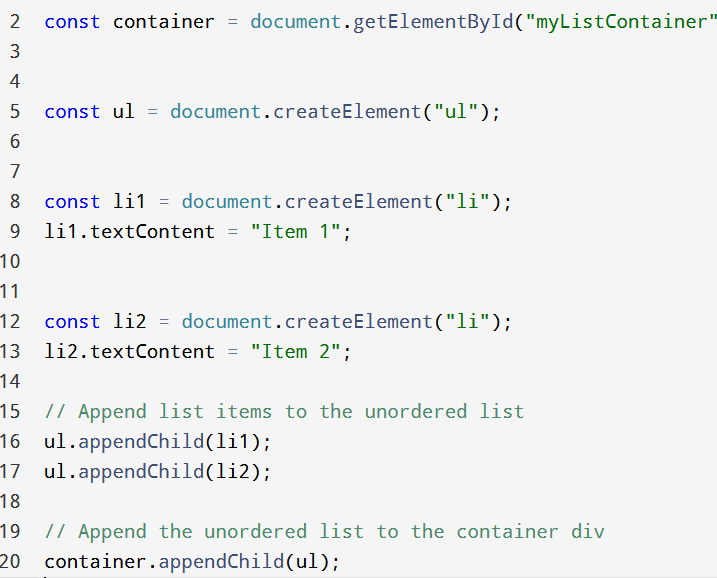 2 const container = document.getElementById("myListContainer"
3
4
5 const ul = document.createElement("ul");
6
7
8 const li1 = document.createElement("li");
9 li1.textContent = "Item 1";
10
11
12 const li2 = document.createElement("li");
13 li2.textContent = "Item 2";
14
15 // Append list items to the unordered list
16 ul.appendChild(li1);
17 ul.appendChild(li2);
18
19 // Append the unordered list to the container div
20 container.appendChild(ul);